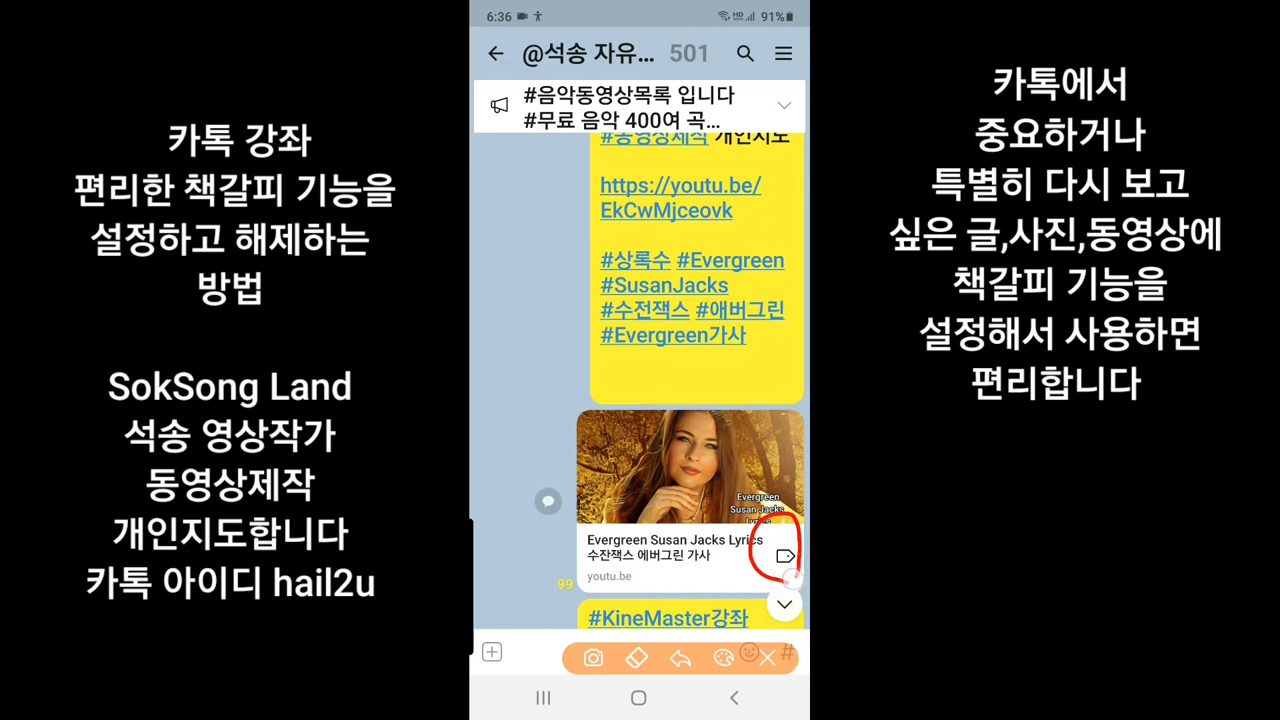 카톡 강좌
편리한 책갈피 기능을
설정하고 해제하는
방법
SokSong Land
석송 영상작가
동영상제작
개인지도합니다
카톡 아이디 hail2u
6:36
HD
91%
@석송 자유... 501
#음악동영상목록 입니다
#무료 음악 400여 곡...
#동영상제작 개인지도
https://youtu.be/
EkCwMjceovk
#상록수 #Evergreen
#SusanJacks
#수전잭스 #애버그린
#Evergreen가사
Evergreen
Susan Jacks
Lyrics
Evergreen Susan Jacks Lyrics
수잔잭스 에버그린 가사
youtu.be
99
#KineMaster강좌
#
카톡에서
중요하거나
특별히 다시 보고
싶은 글,사진,동영상에
책갈피 기능을
설정해서 사용하면
편리합니다